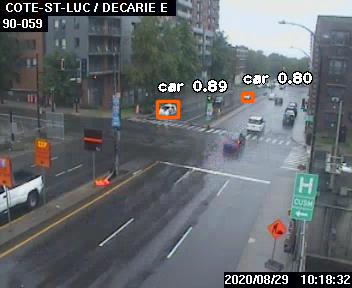 COTE-ST-LUC / DECARIE E
90-059
car 0.89
car 0.80
H
CUSM
2020/08/29 10:18:32